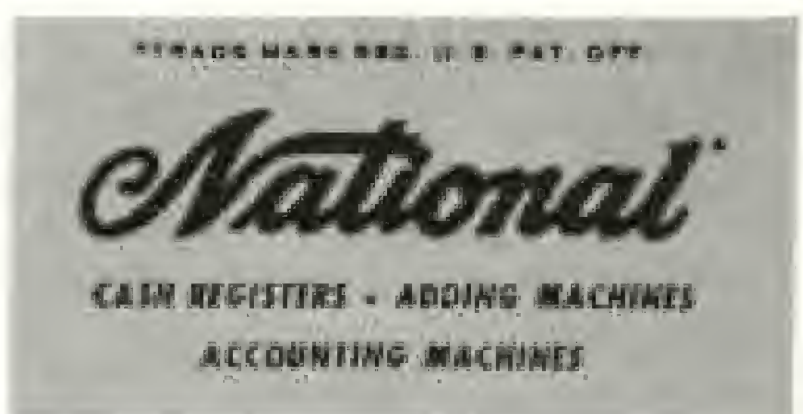 *TRADE MARK REG. U. S. PAT. OFF.
National*
CASH REGISTERS • ADDING MACHINES
ACCOUNTING MACHINES